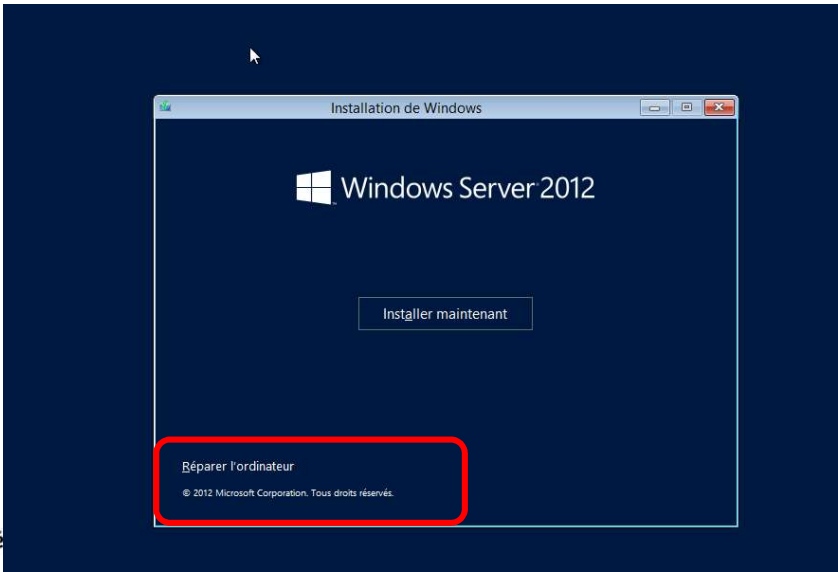 Installation de Windows
Windows Server 2012
Installer maintenant
Réparer l'ordinateur
© 2012 Microsoft Corporation. Tous droits réservés.